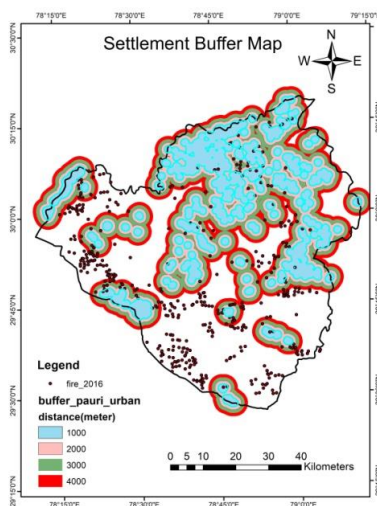 78°15'0"E 78°30'0"E 78°45'0"E 79°0'0"E 79°15'0"E
Settlement Buffer Map
N
W E
S
30°30'0"N
30°15'0"N
30°0'0"N
29°45'0"N
29°30'0"N
29°15'0"N
Legend
fire_2016
buffer_pauri_urban
distance(meter)
1000
2000
3000
4000
0 5 10 20 30 40
Kilometers
78°15'0"E 78°30'0"E 78°45'0"E 79°0'0"E